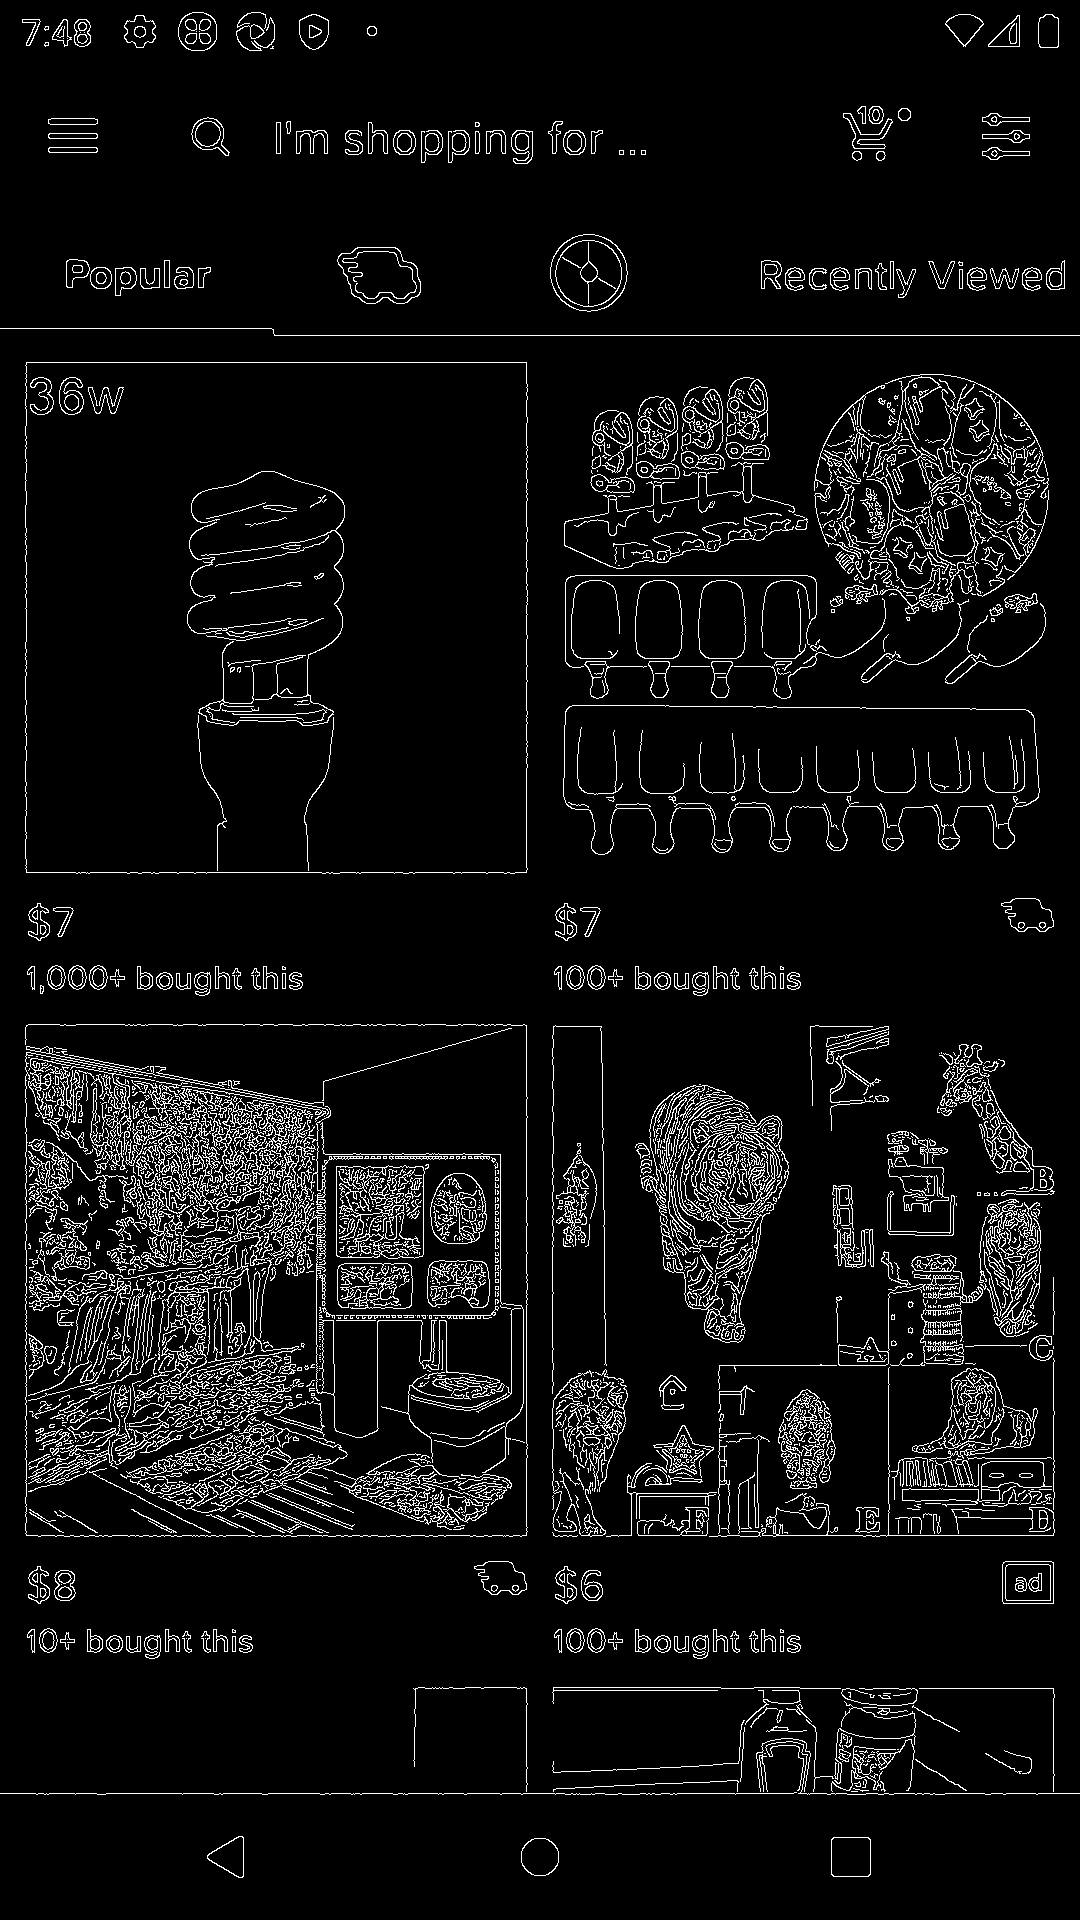 7:48
10
I'm shopping for ...
Popular
Recently Viewed
36w
$7
1,000+ bought this
$7
100+ bought this
B
A
C
F
E
D
$8
10+ bought this
$6
ad
100+ bought this